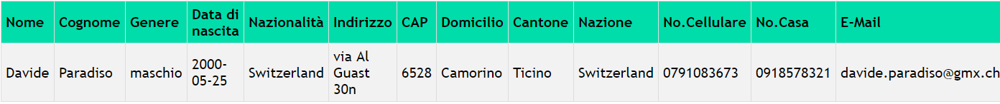 Nome Cognome Genere Data di nascita Nazionalità Indirizzo CAP Domicilio Cantone Nazione No.Cellulare No.Casa E-Mail
Davide Paradiso maschio 2000-05-25 Switzerland via Al Guast 30n 6528 Camorino Ticino Switzerland 0791083673 0918578321 davide.paradiso@gmx.ch